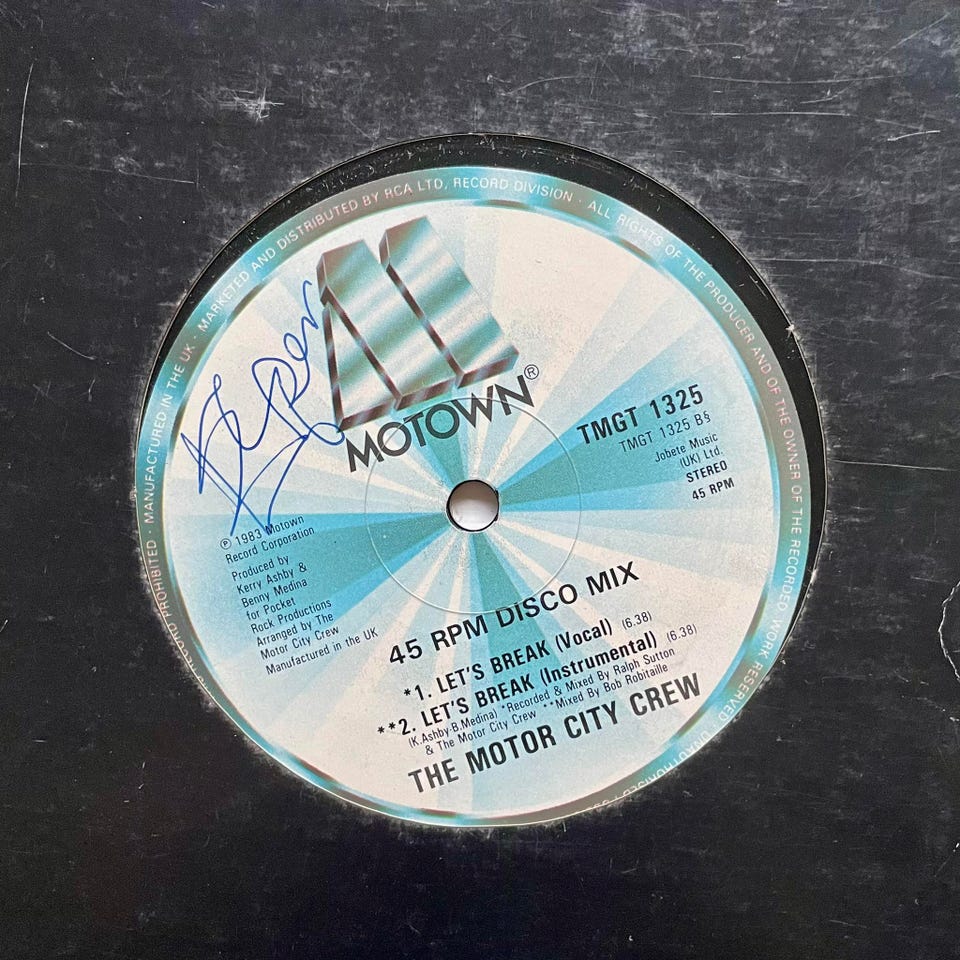 MANUFACTURED IN THE UK · MARKETED AND DISTRIBUTED BY RCA LTD, RECORD DIVISION · ALL RIGHTS OF THE PRODUCER AND OF THE OWNER OF THE RECORDED WORK RESERVED
UNAUTHORISED
PROHIBITED ·
MOTOWN®
TMGT 1325
TMGT 1325 B§
Jobete Music
(UK) Ltd.
STEREO
45 RPM
℗ 1983 Motown
Record Corporation
Produced by
Kerry Ashby &
Benny Medina
for Pocket
Rock Productions
Arranged by The
Motor City Crew
Manufactured in the UK
45 RPM DISCO MIX
*1. LET'S BREAK (Vocal) (6.38)
**2. LET'S BREAK (Instrumental) (6.38)
(K.Ashby-B.Medina) *Recorded & Mixed By Ralph Sutton
& The Motor City Crew **Mixed By Bob Robitaille
THE MOTOR CITY CREW